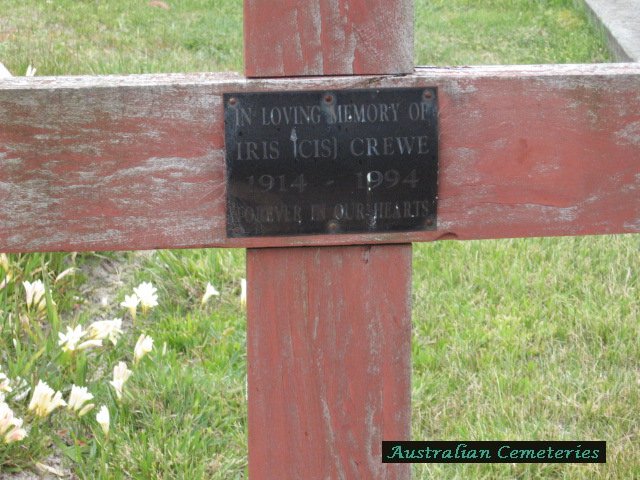 IN LOVING MEMORY OF
IRIS [CIS] CREWE
1914 - 1994
FOREVER IN OUR HEARTS
Australian Cemeteries